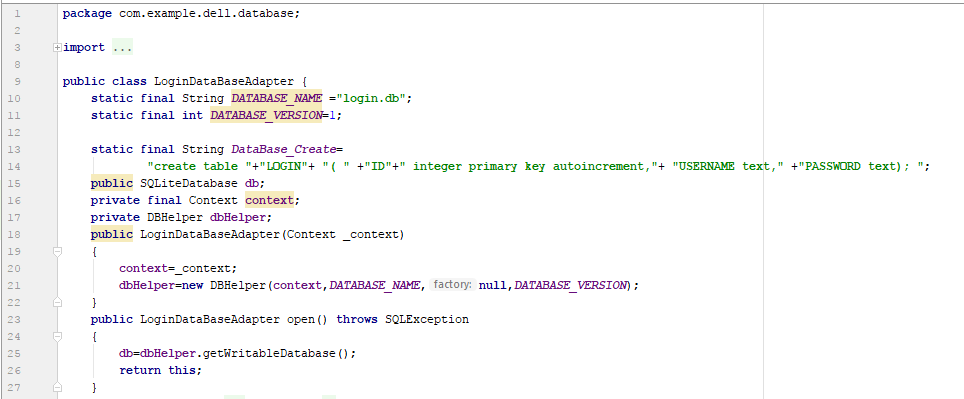 1 package com.example.dell.database;
2
3 import ...
8
9 public class LoginDataBaseAdapter {
10 static final String DATABASE_NAME ="login.db";
11 static final int DATABASE_VERSION=1;
12
13 static final String DataBase_Create=
14 "create table "+"LOGIN"+ "( " +"ID"+" integer primary key autoincrement,"+ "USERNAME text," +"PASSWORD text); ";
15 public SQLiteDatabase db;
16 private final Context context;
17 private DBHelper dbHelper;
18 public LoginDataBaseAdapter(Context _context)
19 {
20 context=_context;
21 dbHelper=new DBHelper(context,DATABASE_NAME, factory: null,DATABASE_VERSION);
22 }
23 public LoginDataBaseAdapter open() throws SQLException
24 {
25 db=dbHelper.getWritableDatabase();
26 return this;
27 }